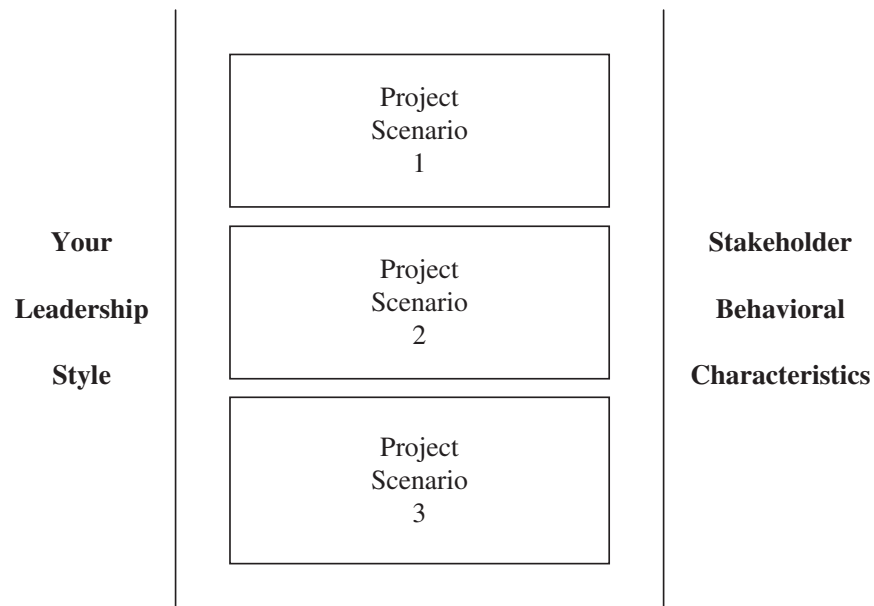 Your
Leadership
Style
Project
Scenario
1
Project
Scenario
2
Project
Scenario
3
Stakeholder
Behavioral
Characteristics